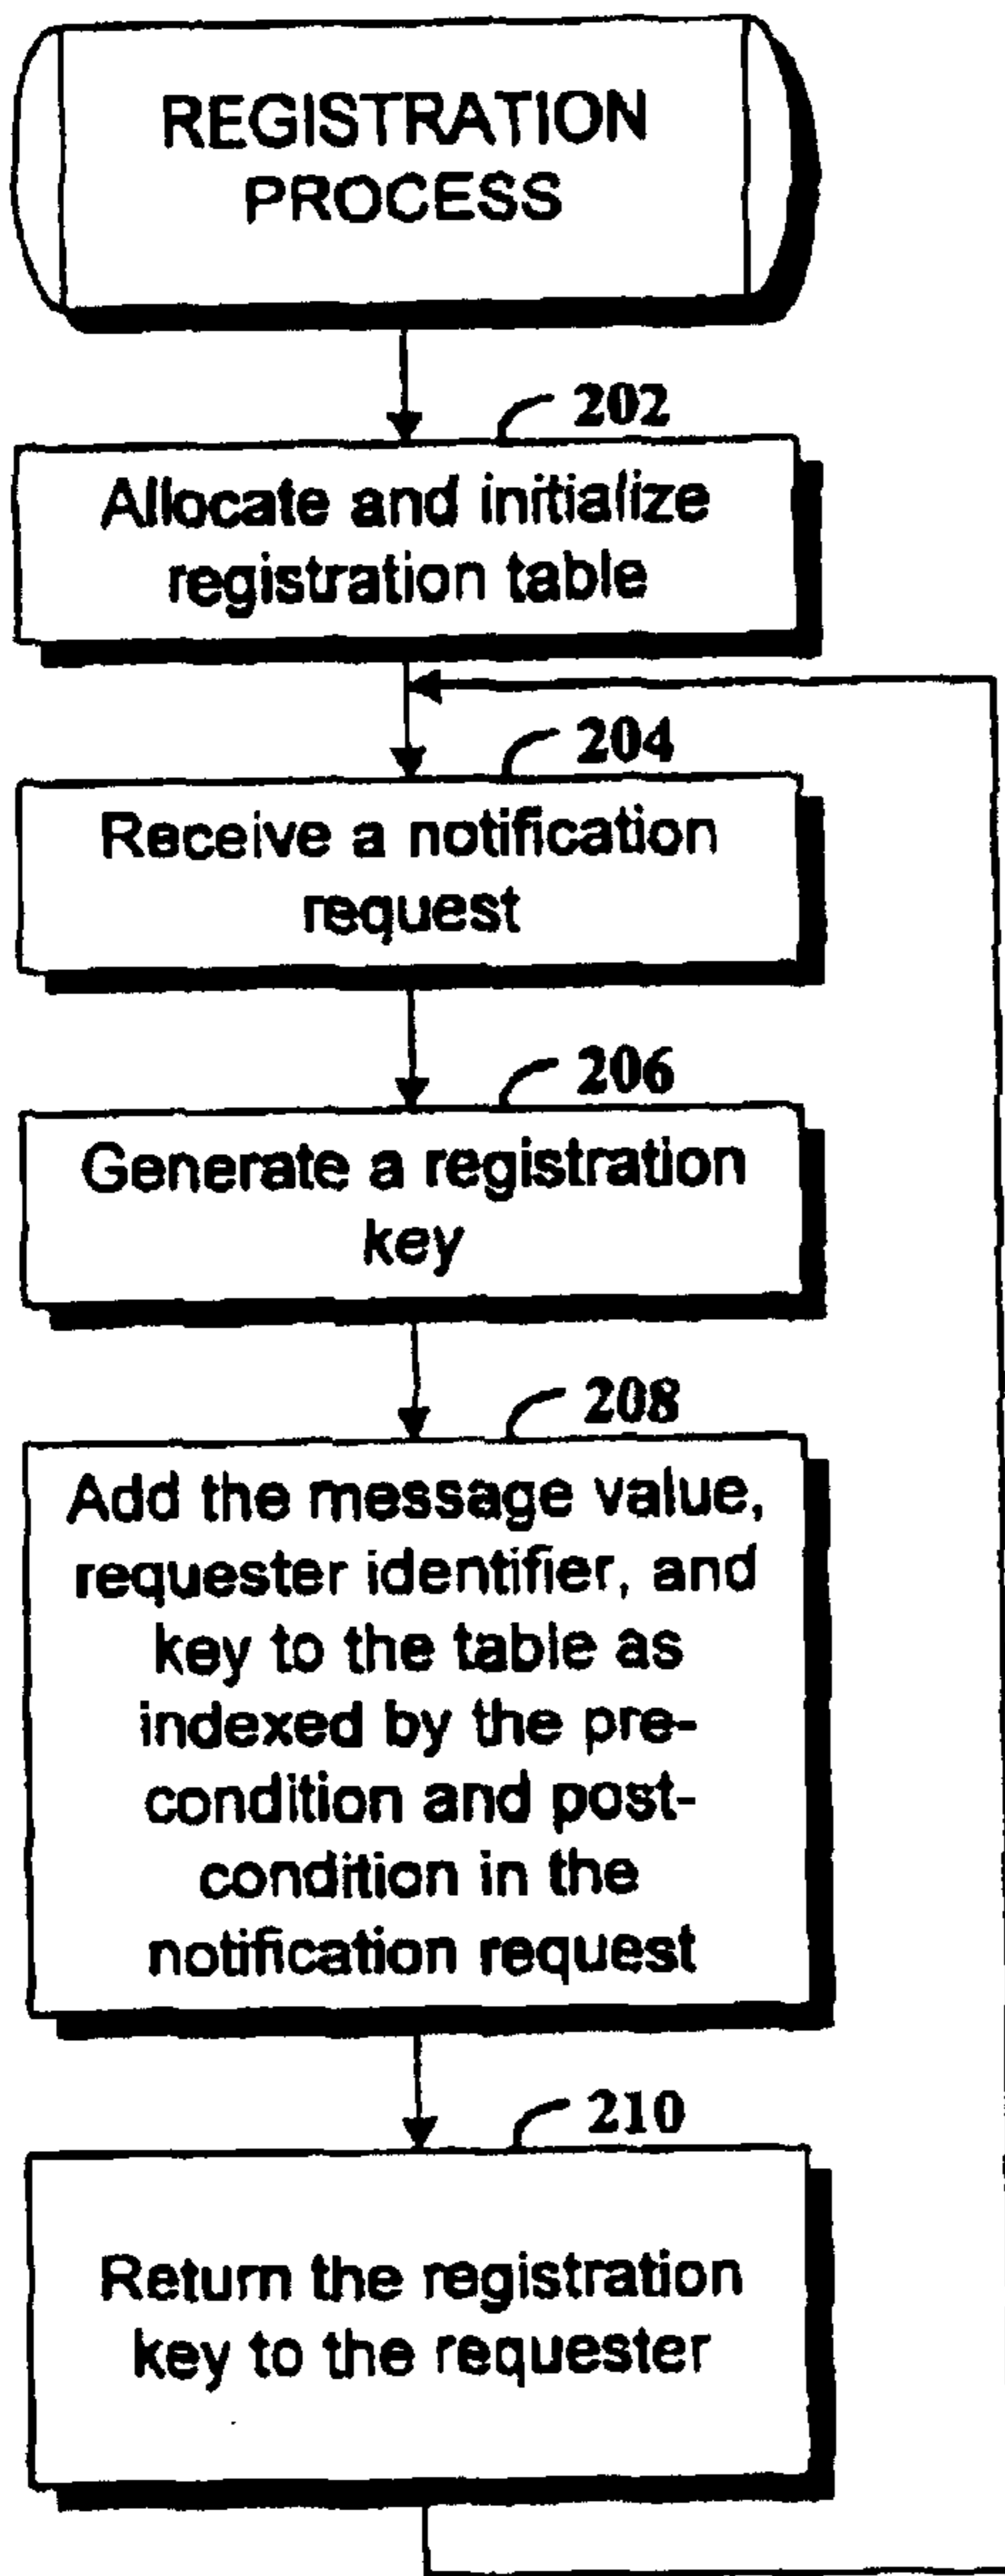 REGISTRATION
PROCESS
202
Allocate and initialize
registration table
204
Receive a notification
request
206
Generate a registration
key
208
Add the message value,
requester identifier, and
key to the table as
indexed by the pre-
condition and post-
condition in the
notification request
210
Return the registration
key to the requester